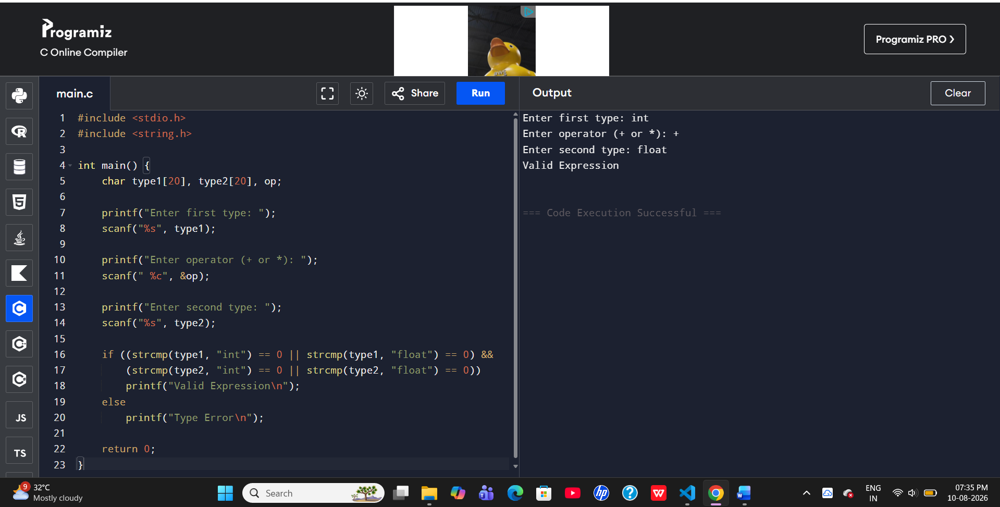 Programiz
C Online Compiler
Programiz PRO ❯
main.c
Share
Run
Output
Clear
1 #include <stdio.h>
2 #include <string.h>
3
4 int main() {
5     char type1[20], type2[20], op;
6
7     printf("Enter first type: ");
8     scanf("%s", type1);
9
10     printf("Enter operator (+ or *): ");
11     scanf(" %c", &op);
12
13     printf("Enter second type: ");
14     scanf("%s", type2);
15
16     if ((strcmp(type1, "int") == 0 || strcmp(type1, "float") == 0) &&
17         (strcmp(type2, "int") == 0 || strcmp(type2, "float") == 0))
18         printf("Valid Expression\n");
19     else
20         printf("Type Error\n");
21
22     return 0;
23 }
Enter first type: int
Enter operator (+ or *): +
Enter second type: float
Valid Expression
=== Code Execution Successful ===
R
5
C
C++
C#
JS
TS
9
32°C
Mostly cloudy
Search
T
hp
?
W
W
ENG
IN
07:35 PM
10-08-2026